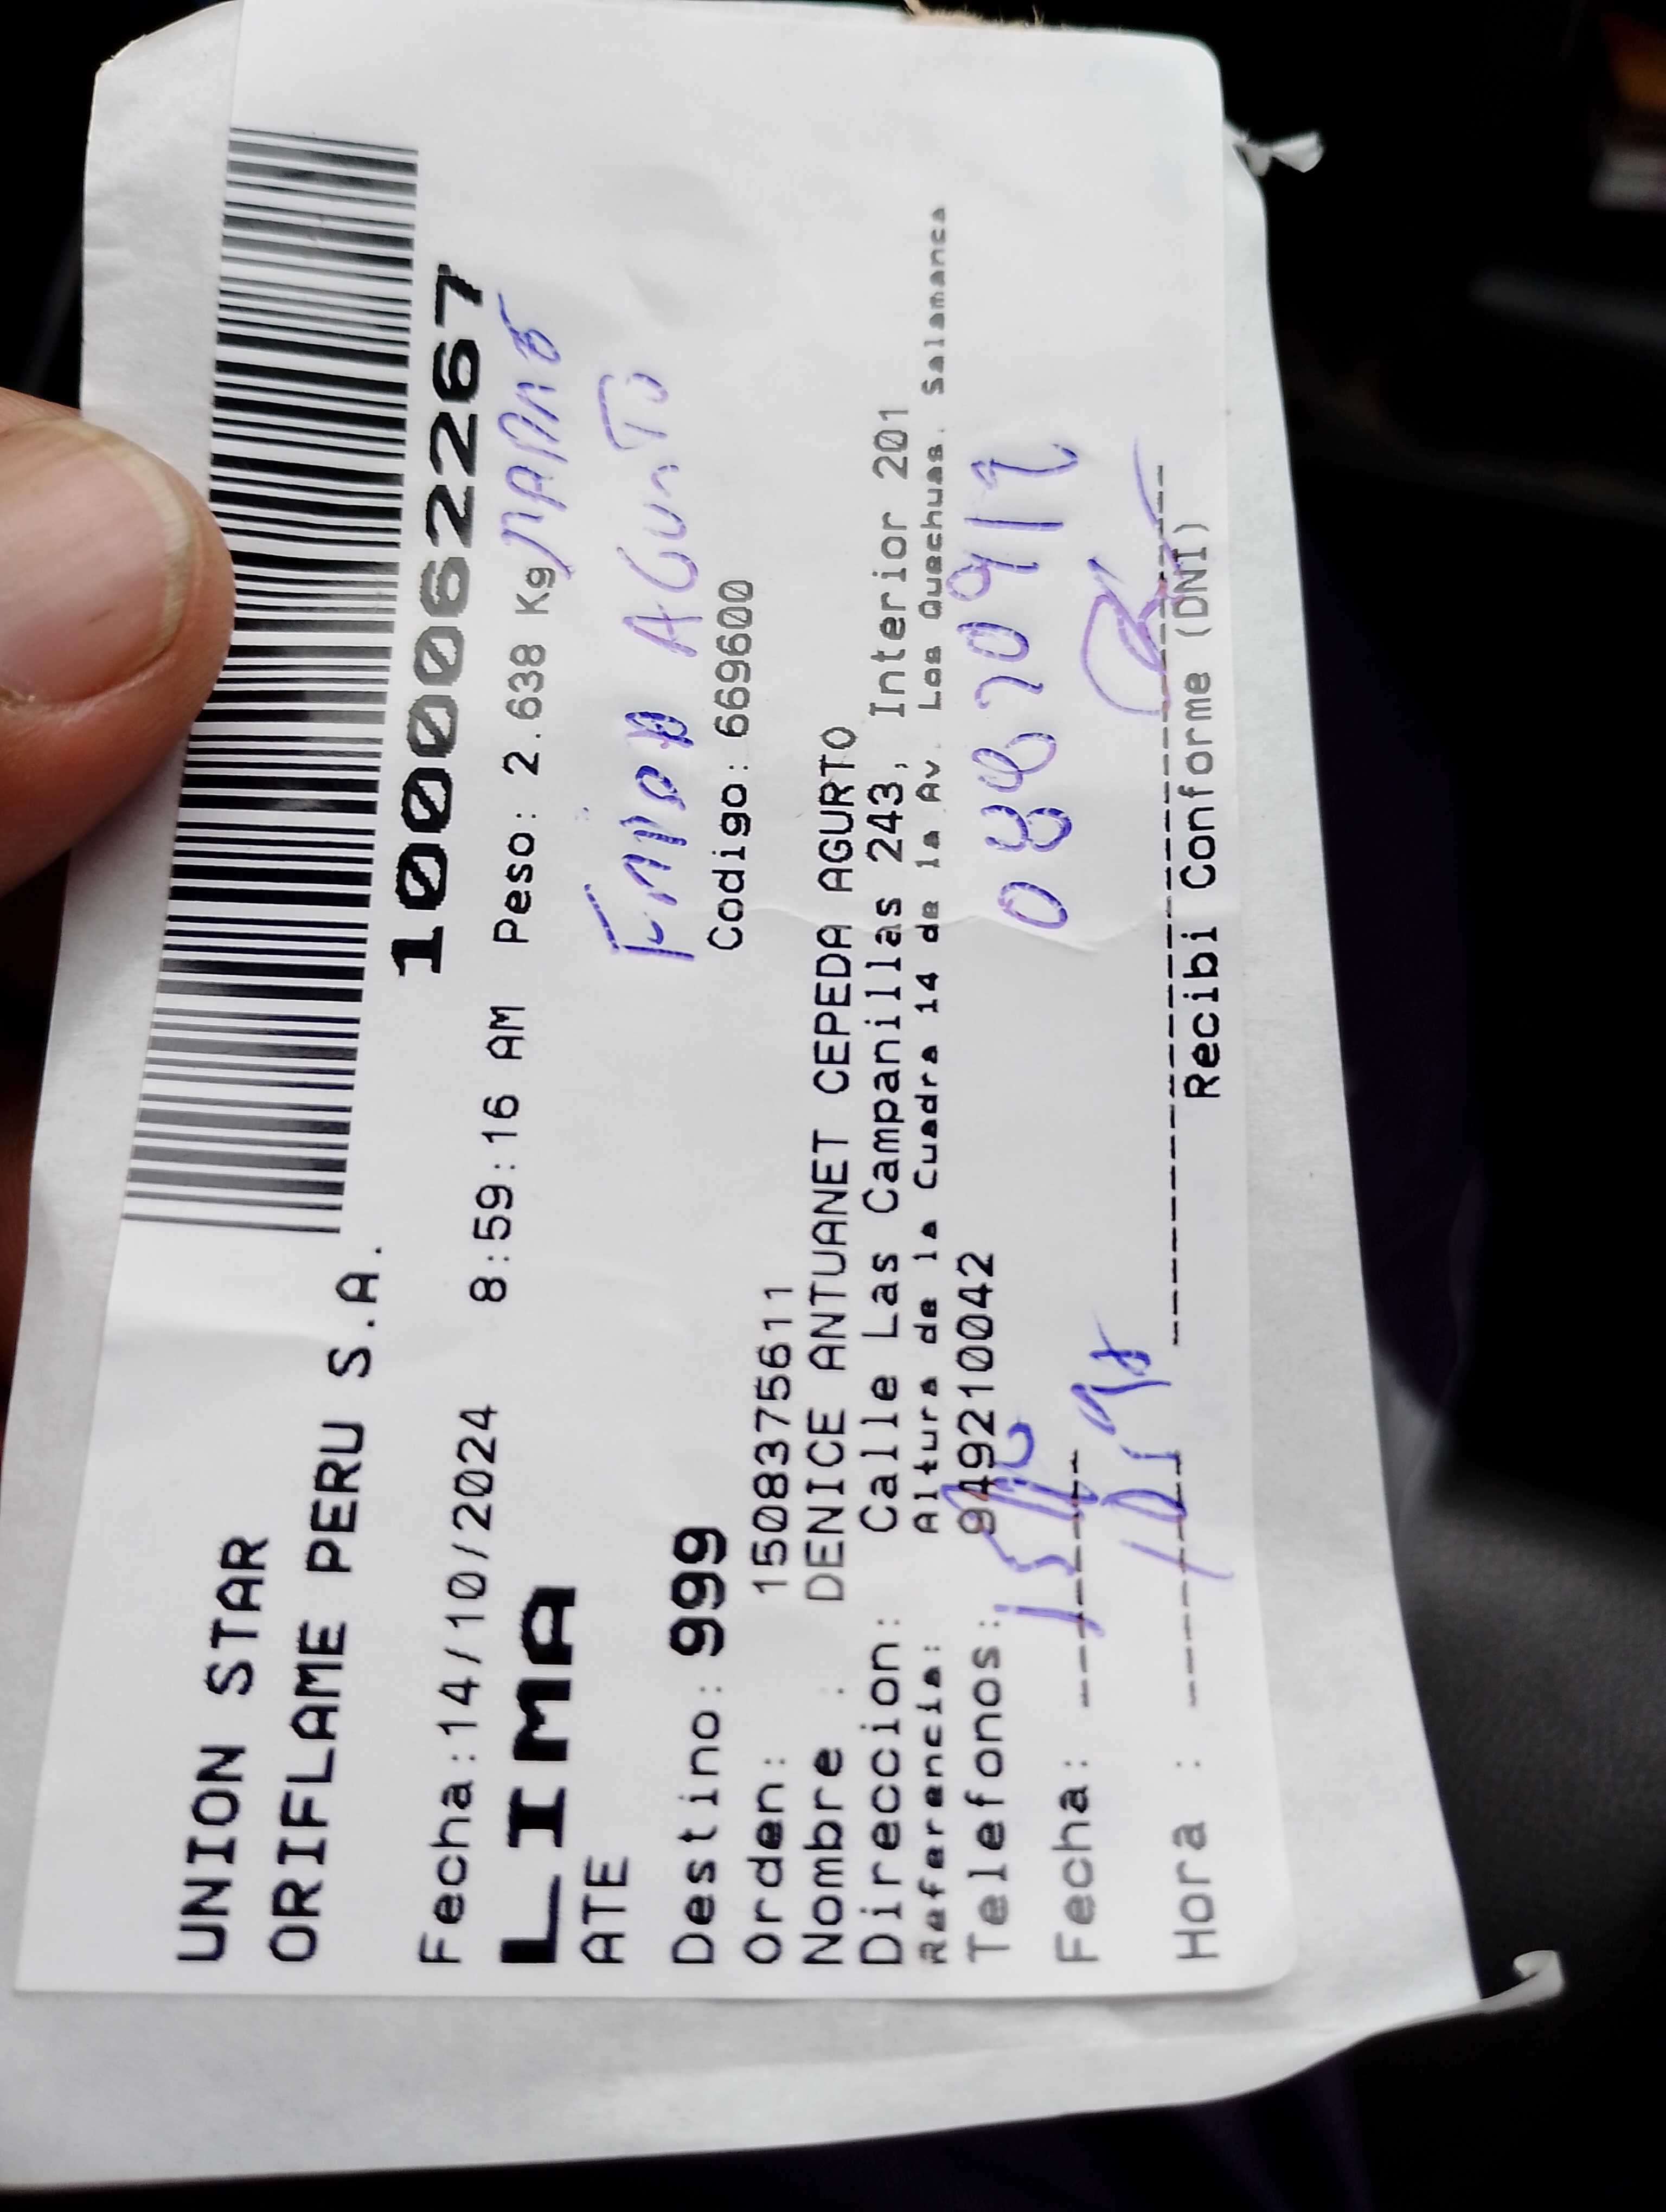 UNION STAR
ORIFLAME PERU S.A.
1000062267
Fecha:14/10/2024 8:59:16 AM Peso: 2.638 Kg
LIMA
ATE
AGURTO
Destino: 999 Codigo: 669600
Orden: 1508375611
Nombre : DENICE ANTUANET CEPEDA AGURTO
Direccion: Calle Las Campanillas 243, Interior 201
Referencia: Altura de la Cuadra 14 de la Av. Los Quechuas. Salamanca
Telefonos: 949210042
Fecha:
Hora :
Recibi Conforme (DNI)